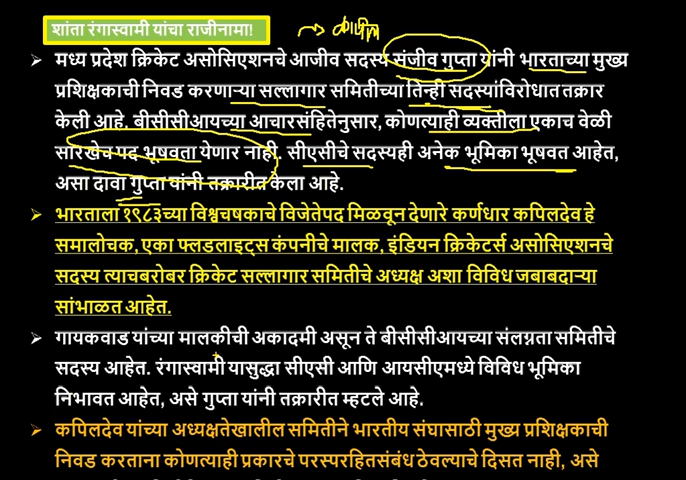 शांता रंगास्वामी यांचा राजीनामा!
मध्य प्रदेश क्रिकेट असोसिएशनचे आजीव सदस्य संजीव गुप्ता यांनी भारताच्या मुख्य
प्रशिक्षकाची निवड करणाऱ्या सल्लागार समितीच्या तिन्ही सदस्यांविरोधात तक्रार
केली आहे. बीसीसीआयच्या आचारसंहितेनुसार, कोणत्याही व्यक्तीला एकाच वेळी
सारखेच पद भूषवता येणार नाही. सीएसीचे सदस्यही अनेक भूमिका भूषवत आहेत,
असा दावा गुप्ता यांनी तक्रारीत केला आहे.
भारताला १९८३च्या विश्वचषकाचे विजेतेपद मिळवून देणारे कर्णधार कपिलदेव हे
समालोचक, एका फ्लडलाइट्स कंपनीचे मालक, इंडियन क्रिकेटर्स असोसिएशनचे
सदस्य त्याचबरोबर क्रिकेट सल्लागार समितीचे अध्यक्ष अशा विविध जबाबदाऱ्या
सांभाळत आहेत.
गायकवाड यांच्या मालकीची अकादमी असून ते बीसीसीआयच्या संलग्नता समितीचे
सदस्य आहेत. रंगास्वामी यासुद्धा सीएसी आणि आयसीएमध्ये विविध भूमिका
निभावत आहेत, असे गुप्ता यांनी तक्रारीत म्हटले आहे.
कपिलदेव यांच्या अध्यक्षतेखालील समितीने भारतीय संघासाठी मुख्य प्रशिक्षकाची
निवड करताना कोणत्याही प्रकारचे परस्परहितसंबंध ठेवल्याचे दिसत नाही, असे